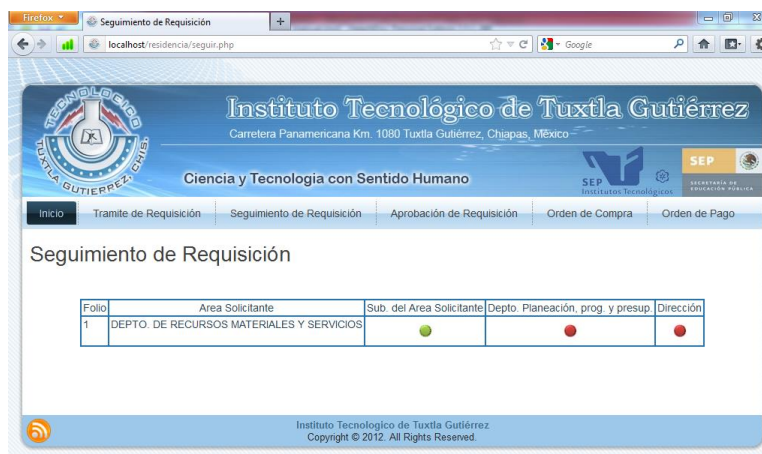 Firefox
Seguimiento de Requisición
localhost/residencia/seguir.php
Google
TECNOLOGICO
TUXTLA GUTIERREZ CHIS.
Instituto Tecnológico de Tuxtla Gutiérrez
Carretera Panamericana Km. 1080 Tuxtla Gutiérrez, Chiapas, México
Ciencia y Tecnologia con Sentido Humano
SEP
Institutos Tecnológicos
SEP
SECRETARÍA DE
EDUCACIÓN PÚBLICA
Inicio Tramite de Requisición Seguimiento de Requisición Aprobación de Requisición Orden de Compra Orden de Pago
Seguimiento de Requisición
Folio Area Solicitante Sub. del Area Solicitante Depto. Planeación, prog. y presup. Dirección
1 DEPTO. DE RECURSOS MATERIALES Y SERVICIOS
Instituto Tecnologico de Tuxtla Gutiérrez
Copyright © 2012. All Rights Reserved.